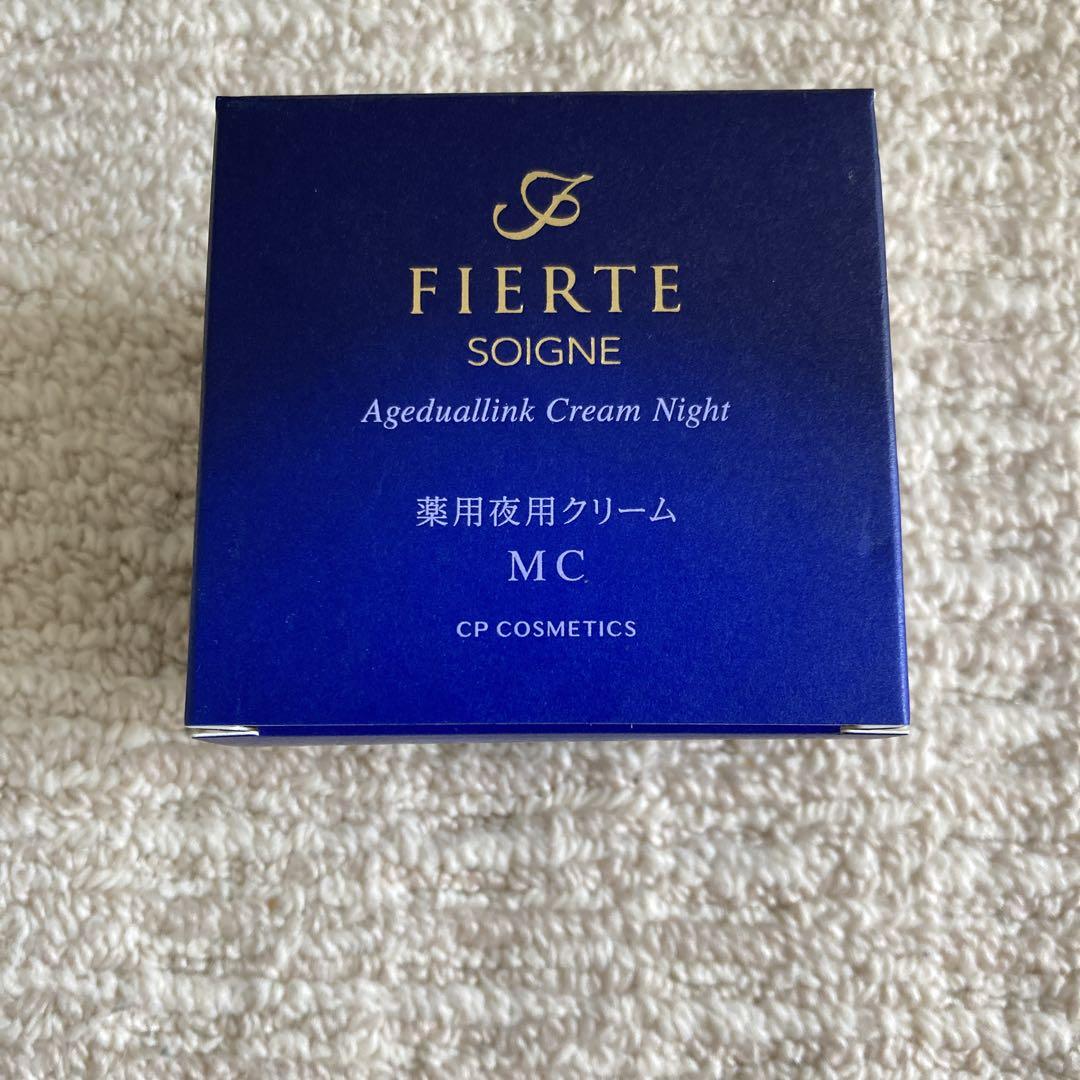 FIERTE
SOIGNE
Ageduallink Cream Night
薬用夜用クリーム
MC
CP COSMETICS